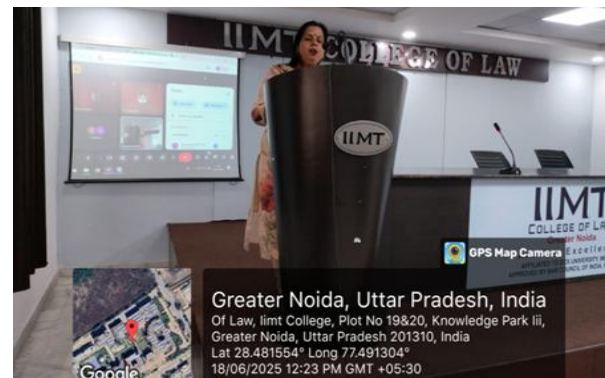 IIMT COLLEGE OF LAW
IIMT
IIMT
COLLEGE OF LA
Greater Noida
GPS Map Camera
Greater Noida, Uttar Pradesh, India
Of Law, Iimt College, Plot No 19&20, Knowledge Park Iii,
Greater Noida, Uttar Pradesh 201310, India
Lat 28.481554° Long 77.491304°
18/06/2025 12:23 PM GMT +05:30
Google